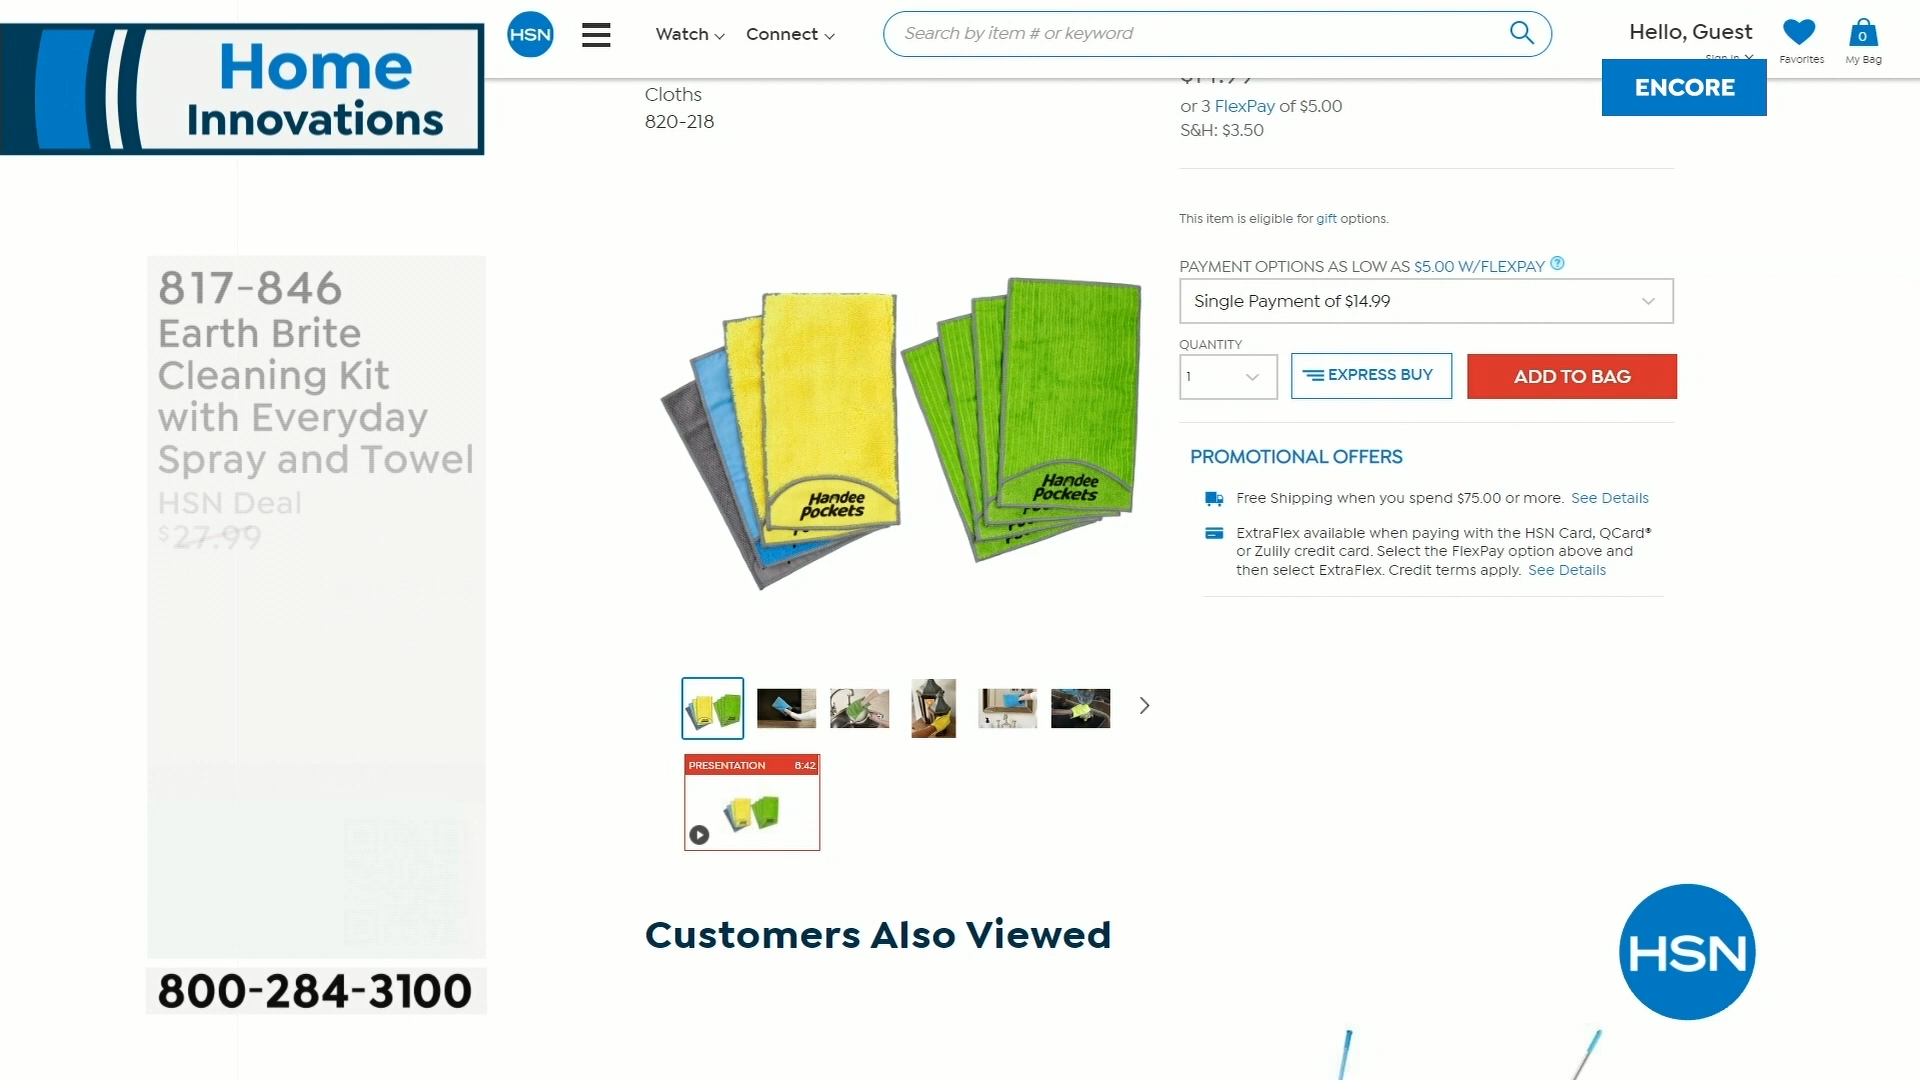 Home
Innovations
HSN
Watch
Connect
Search by item # or keyword
Hello, Guest
Sign In
Favorites
0
My Bag
ENCORE
Cloths
820-218
$14.99
or 3 FlexPay of $5.00
S&H: $3.50
This item is eligible for gift options.
PAYMENT OPTIONS AS LOW AS $5.00 W/FLEXPAY ?
Single Payment of $14.99
QUANTITY
1
EXPRESS BUY
ADD TO BAG
PROMOTIONAL OFFERS
Free Shipping when you spend $75.00 or more. See Details
ExtraFlex available when paying with the HSN Card, QCard®
or Zulily credit card. Select the FlexPay option above and
then select ExtraFlex. Credit terms apply. See Details
817-846
Earth Brite
Cleaning Kit
with Everyday
Spray and Towel
HSN Deal
$27.99
Handee
Pockets
Handee
Pockets
PRESENTATION 8:42
Customers Also Viewed
800-284-3100
HSN